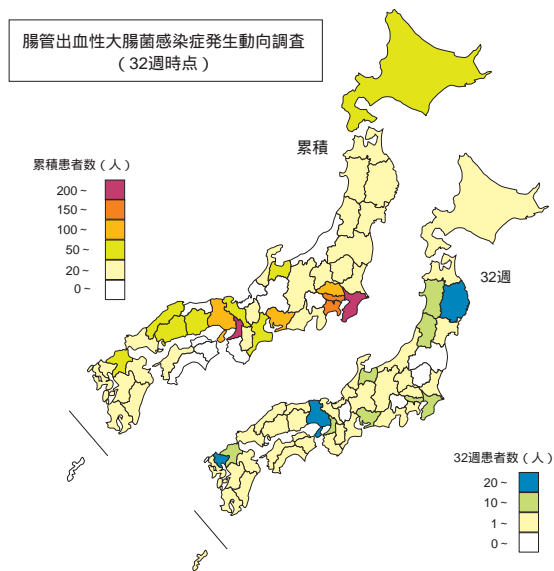 腸管出血性大腸菌感染症発生動向調査
（32週時点）
累積
累積患者数（人）
200～
150～
100～
50～
20～
0～
32週
32週患者数（人）
20～
10～
1～
0～